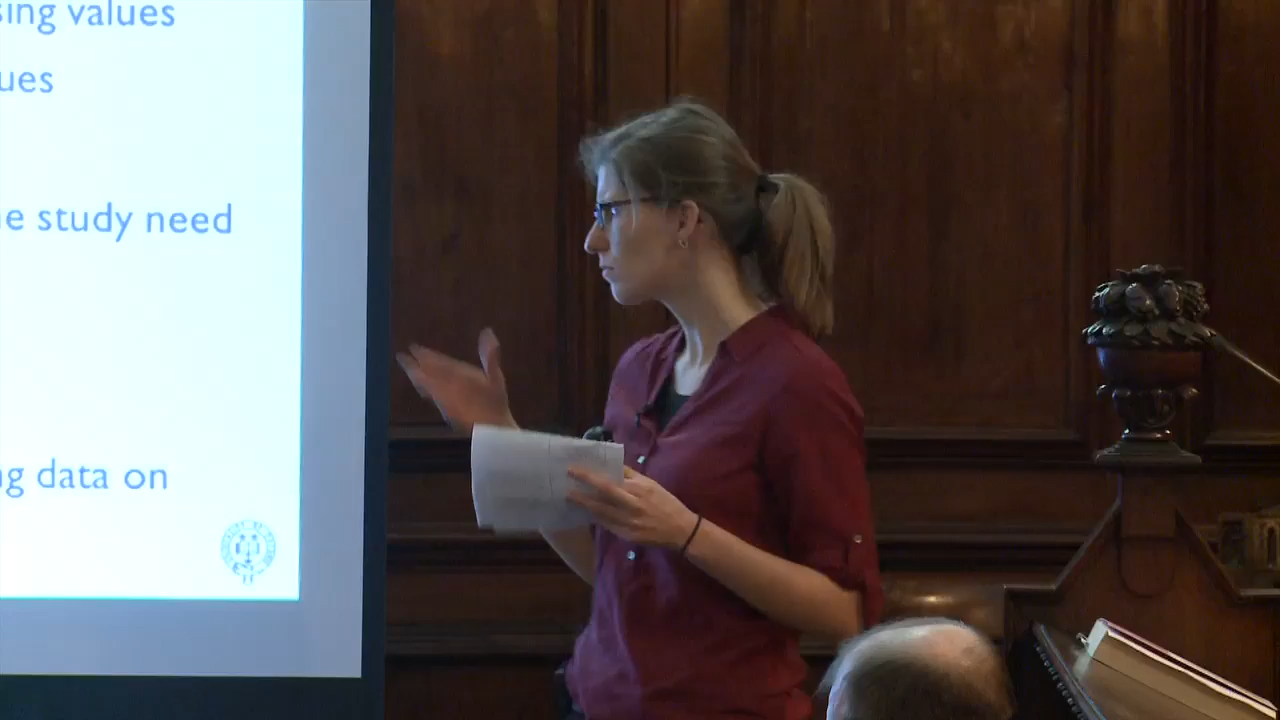 sing values
ues
e study need
g data on